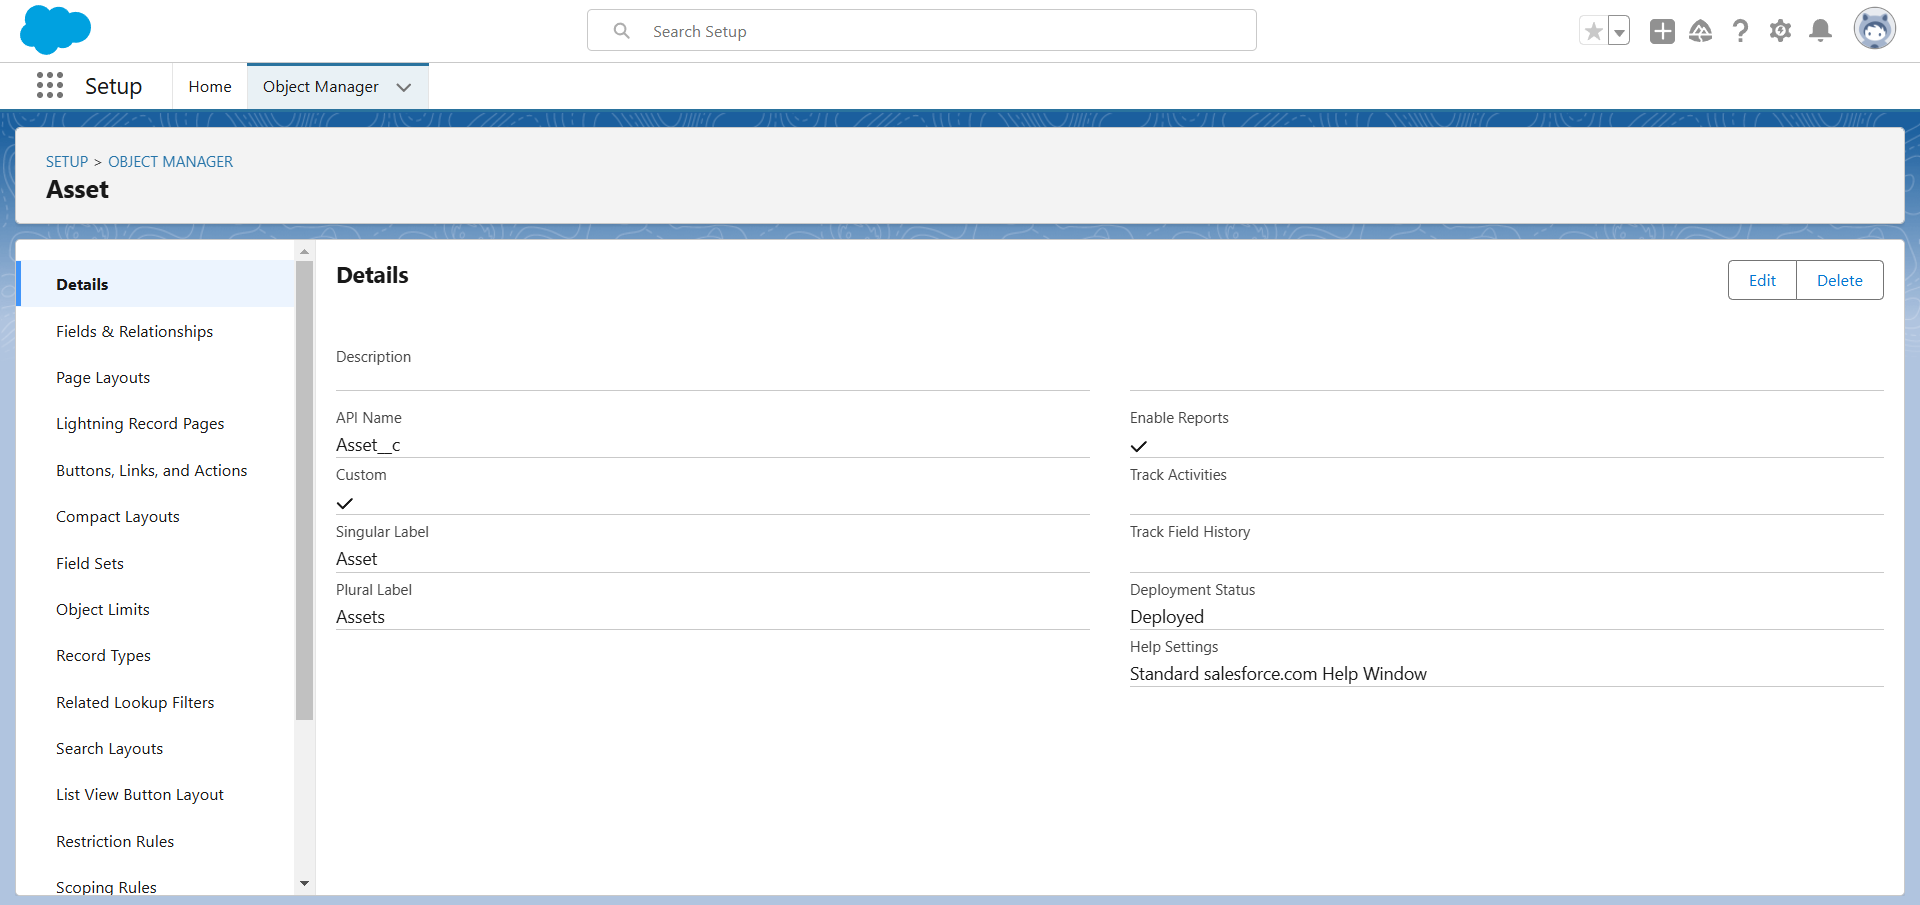 Search Setup
Setup
Home
Object Manager
SETUP > OBJECT MANAGER
Asset
Details
Fields & Relationships
Page Layouts
Lightning Record Pages
Buttons, Links, and Actions
Compact Layouts
Field Sets
Object Limits
Record Types
Related Lookup Filters
Search Layouts
List View Button Layout
Restriction Rules
Scoping Rules
Details
Edit
Delete
Description
API Name
Asset__c
Custom
Singular Label
Asset
Plural Label
Assets
Enable Reports
Track Activities
Track Field History
Deployment Status
Deployed
Help Settings
Standard salesforce.com Help Window